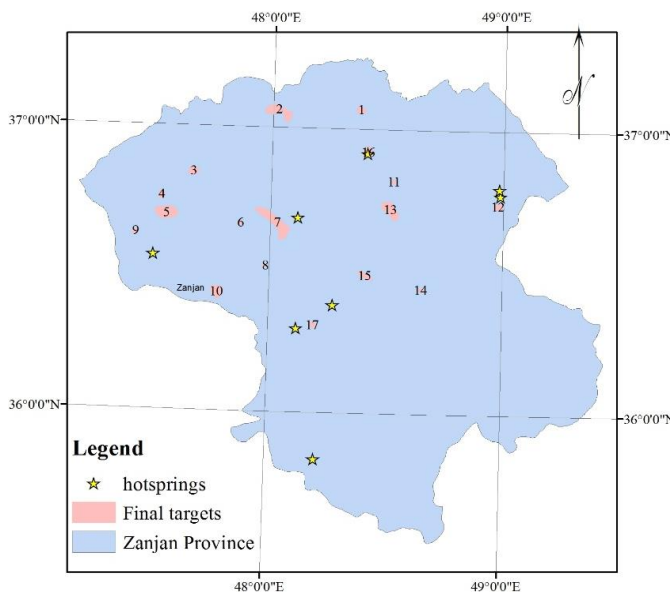 48°0'0"E 49°0'0"E
N
2 1
37°0'0"N 37°0'0"N
16
3 11
4
5 13 12
9 6 7
8
15
Zanjan 10 14
17
36°0'0"N 36°0'0"N
Legend
hotsprings
Final targets
Zanjan Province
48°0'0"E 49°0'0"E